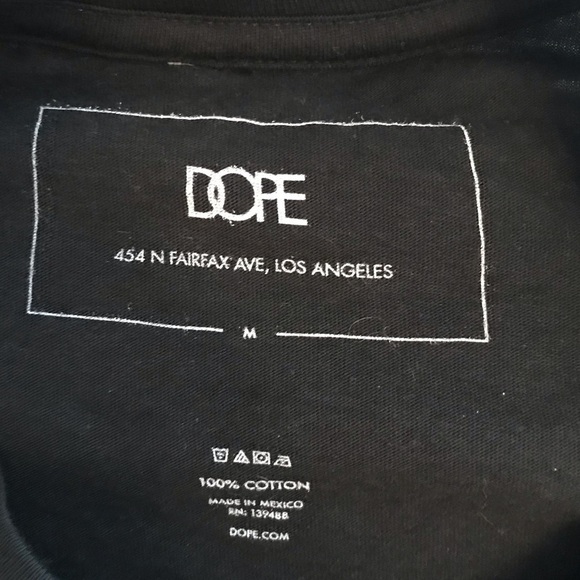 DOPE
454 N FAIRFAX AVE, LOS ANGELES
M
100% COTTON
MADE IN MEXICO
RN: 139488
DOPE.COM